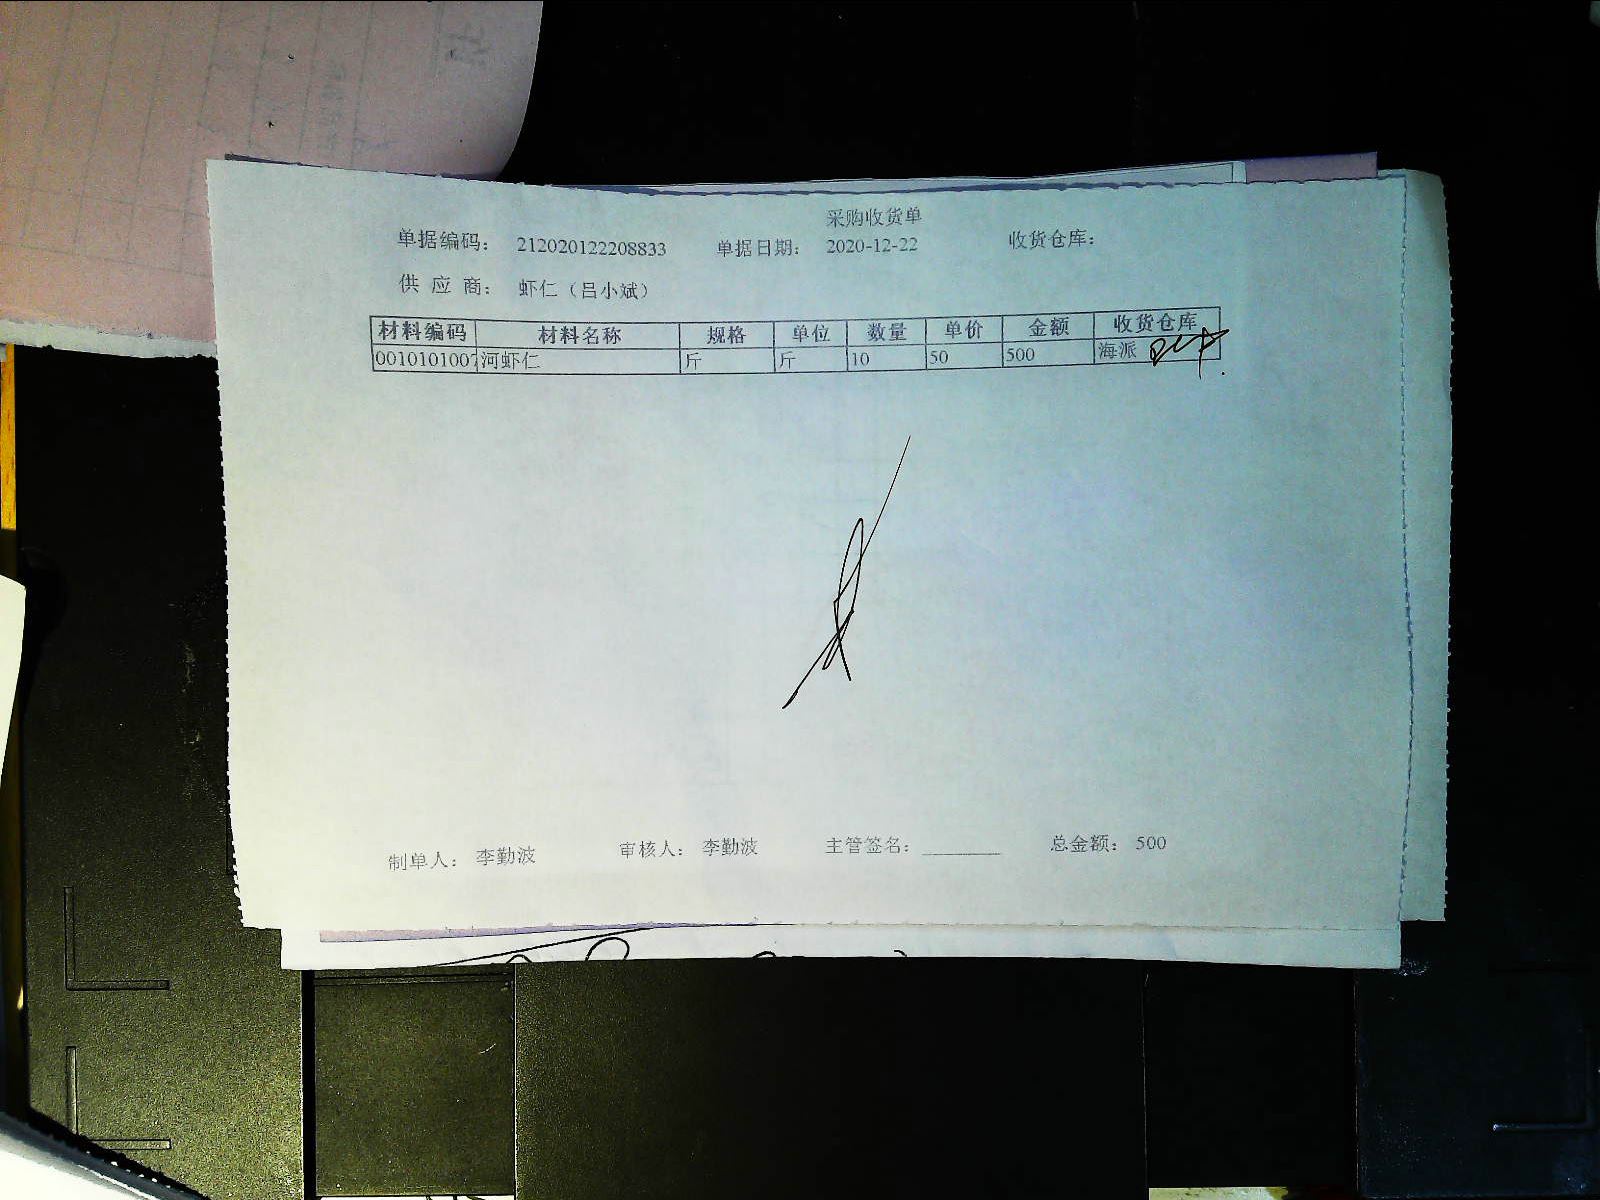 采购收货单
单据编码： 212020122208833 单据日期： 2020-12-22 收货仓库：
供 应 商： 虾仁（吕小斌）
材料编码 材料名称 规格 单位 数量 单价 金额 收货仓库
0010101007 河虾仁 斤 斤 10 50 500 海派
制单人： 李勤波 审核人： 李勤波 主管签名： ________ 总金额： 500